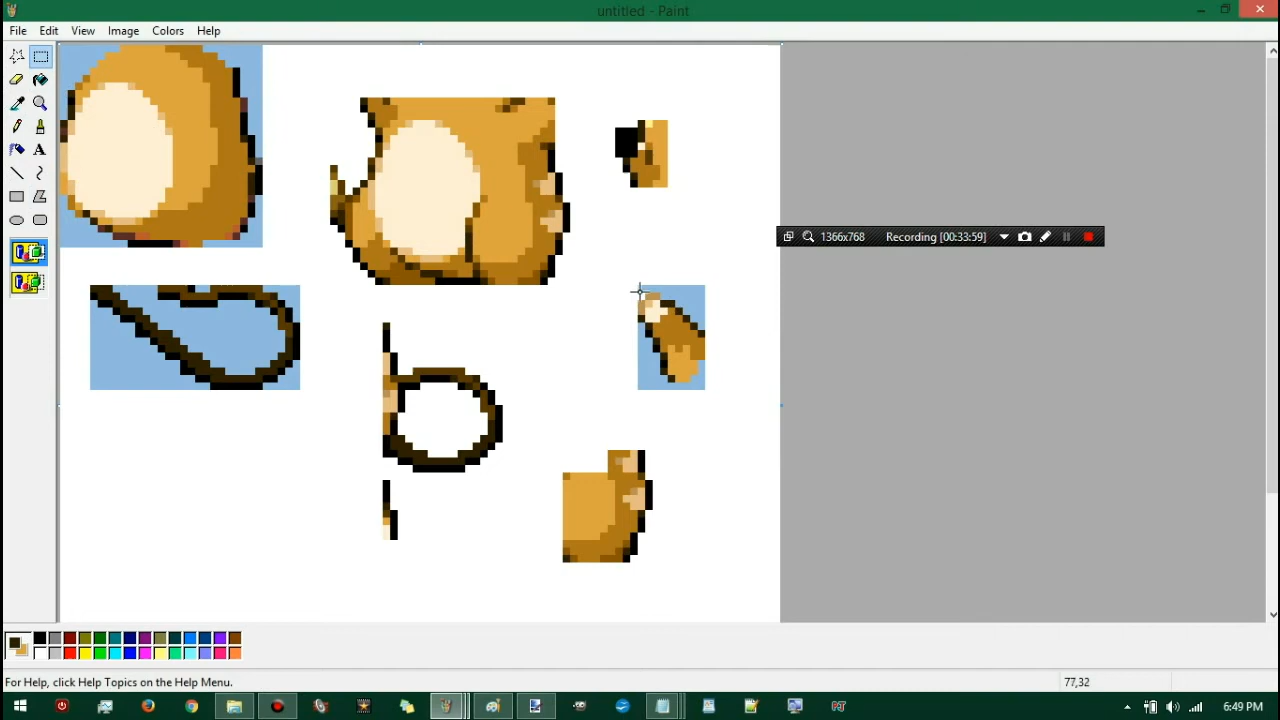 untitled - Paint
File Edit View Image Colors Help
1366x768 Recording [00:33:59]
For Help, click Help Topics on the Help Menu.
77,32
6:49 PM